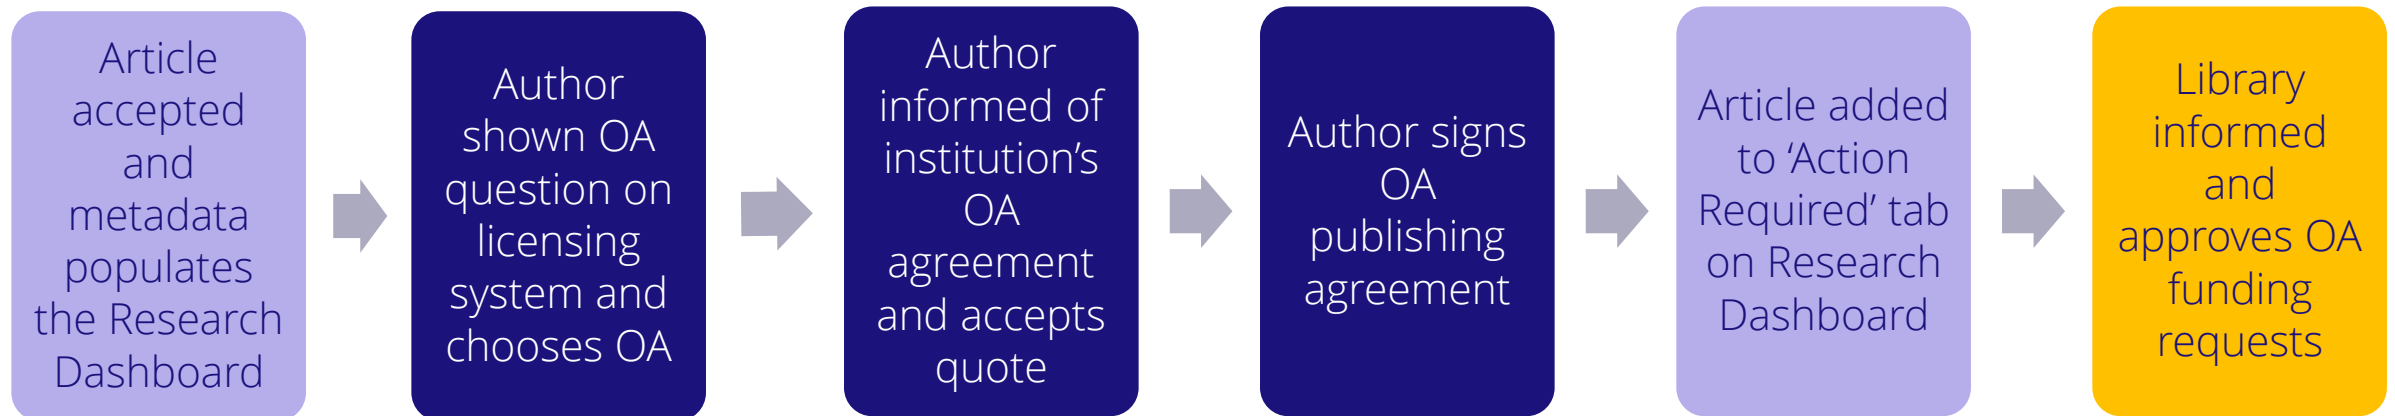 Article
accepted
and
metadata
populates
the Research
Dashboard
Author
shown OA
question on
licensing
system and
chooses OA
Author
informed of
institution’s
OA
agreement
and accepts
quote
Author signs
OA
publishing
agreement
Article added
to ‘Action
Required’ tab
on Research
Dashboard
Library
informed
and
approves OA
funding
requests